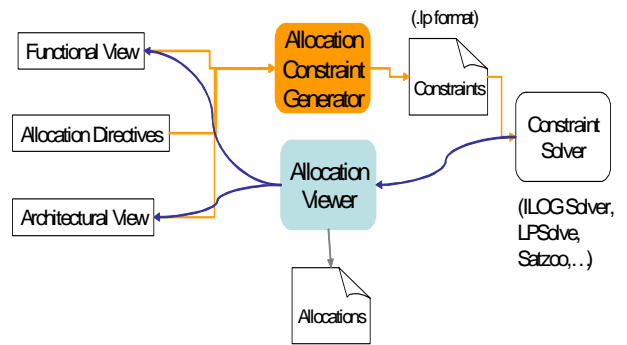 (.lp format)
Functional View
Allocation
Constraint
Generator
Constraints
Allocation Directives
Constraint
Solver
Allocation
Viewer
Architectural View
(ILOG Solver,
LPSolve,
Satzoo,…)
Allocations